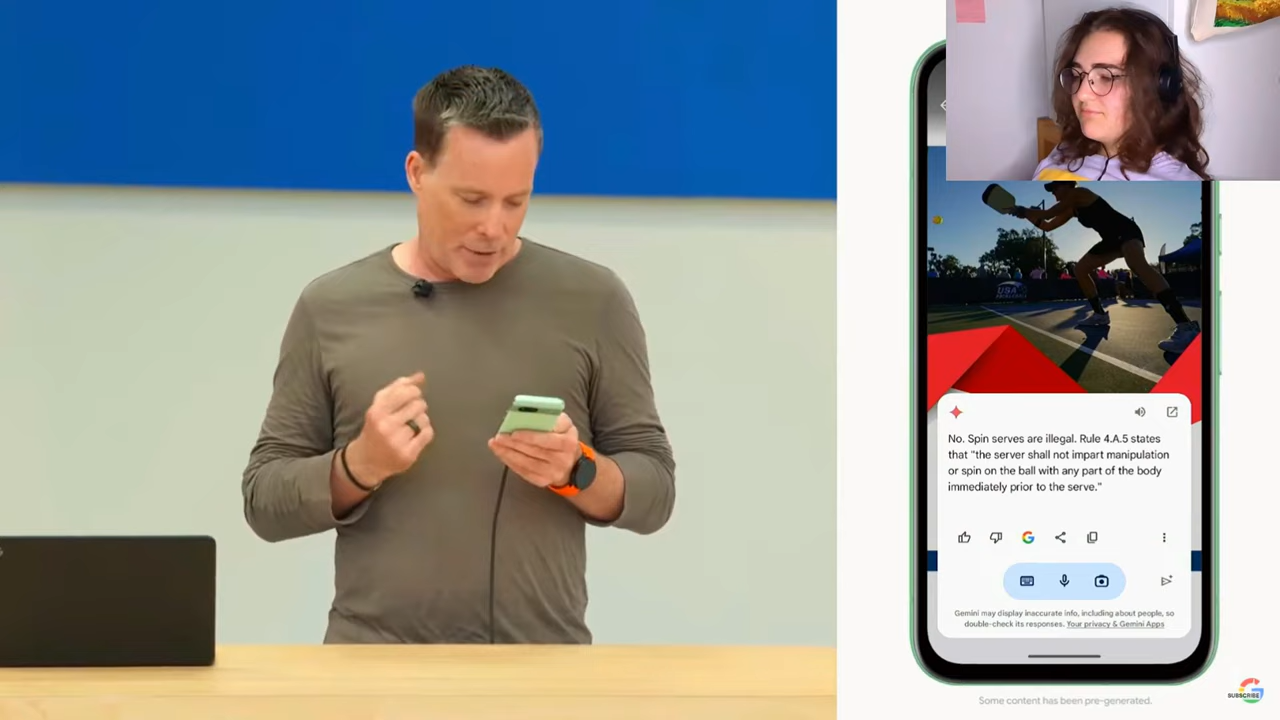 USA
No. Spin serves are illegal. Rule 4.A.5 states
that "the server shall not impart manipulation
or spin on the ball with any part of the body
immediately prior to the serve."
Gemini may display inaccurate info, including about people, so
double-check its responses. Your privacy & Gemini Apps
Some content has been pre-generated.
SUBSCRIBE